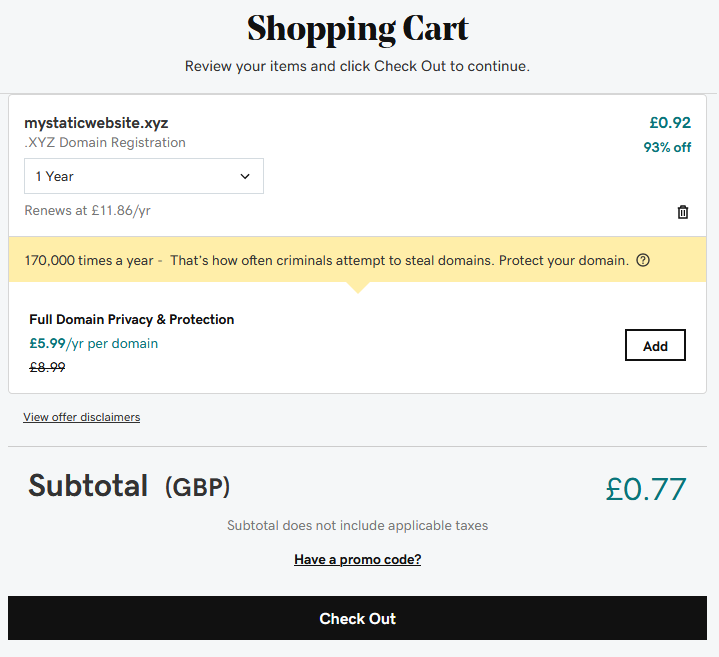 Shopping Cart
Review your items and click Check Out to continue.
mystaticwebsite.xyz
£0.92
.XYZ Domain Registration
93% off
1 Year
Renews at £11.86/yr
170,000 times a year - That's how often criminals attempt to steal domains. Protect your domain. ?
Full Domain Privacy & Protection
£5.99/yr per domain
£8.99
Add
View offer disclaimers
Subtotal (GBP)
£0.77
Subtotal does not include applicable taxes
Have a promo code?
Check Out